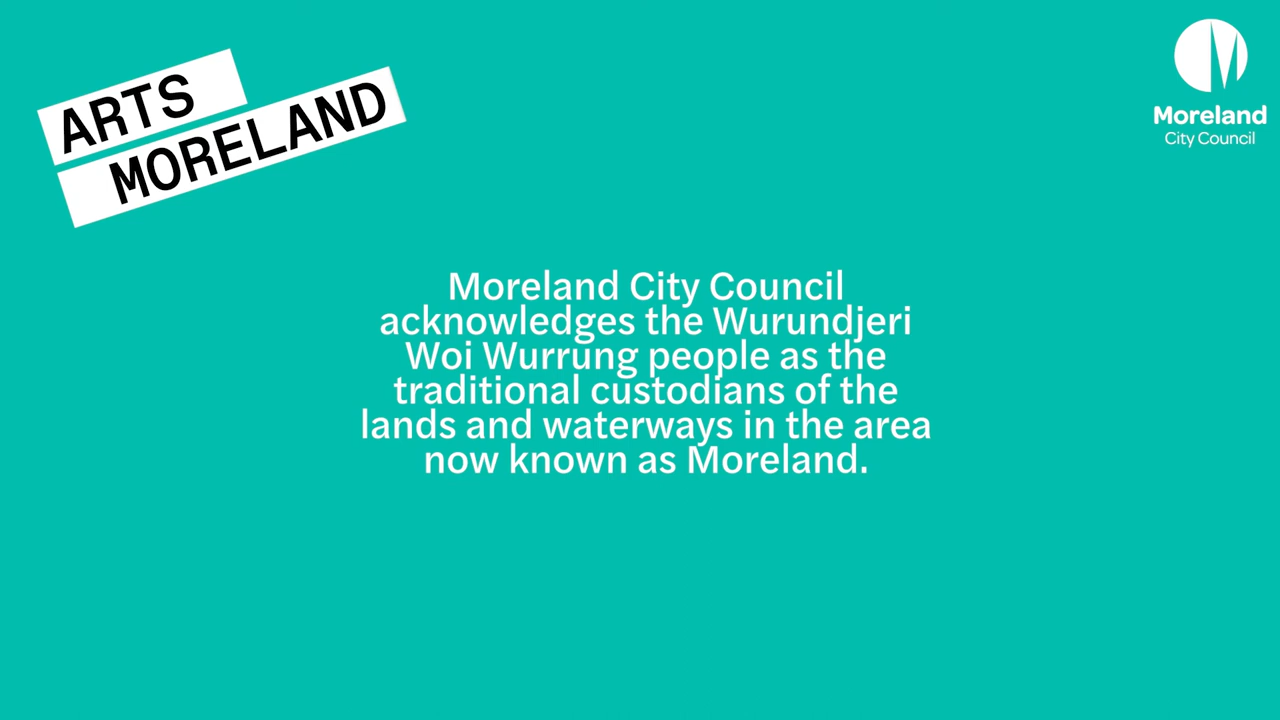 ARTS
MORELAND
Moreland
City Council
Moreland City Council
acknowledges the Wurundjeri
Woi Wurrung people as the
traditional custodians of the
lands and waterways in the area
now known as Moreland.